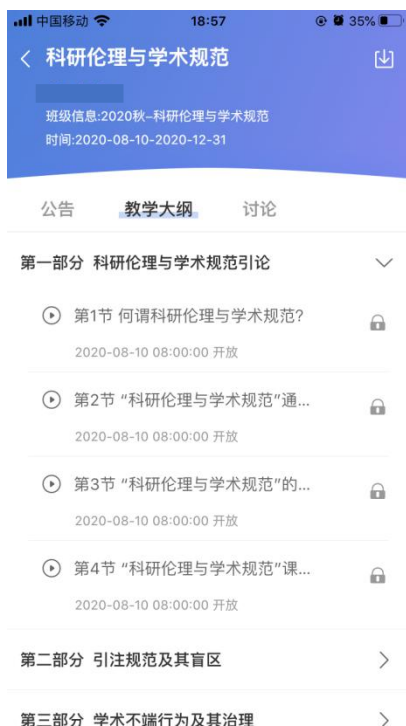 中国移动 18:57 35%
科研伦理与学术规范
班级信息:2020秋–科研伦理与学术规范
时间:2020-08-10-2020-12-31
公告 教学大纲 讨论
第一部分 科研伦理与学术规范引论
第1节 何谓科研伦理与学术规范?
2020-08-10 08:00:00 开放
第2节 “科研伦理与学术规范”通...
2020-08-10 08:00:00 开放
第3节 “科研伦理与学术规范”的...
2020-08-10 08:00:00 开放
第4节 “科研伦理与学术规范”课...
2020-08-10 08:00:00 开放
第二部分 引注规范及其盲区
第三部分 学术不端行为及其治理